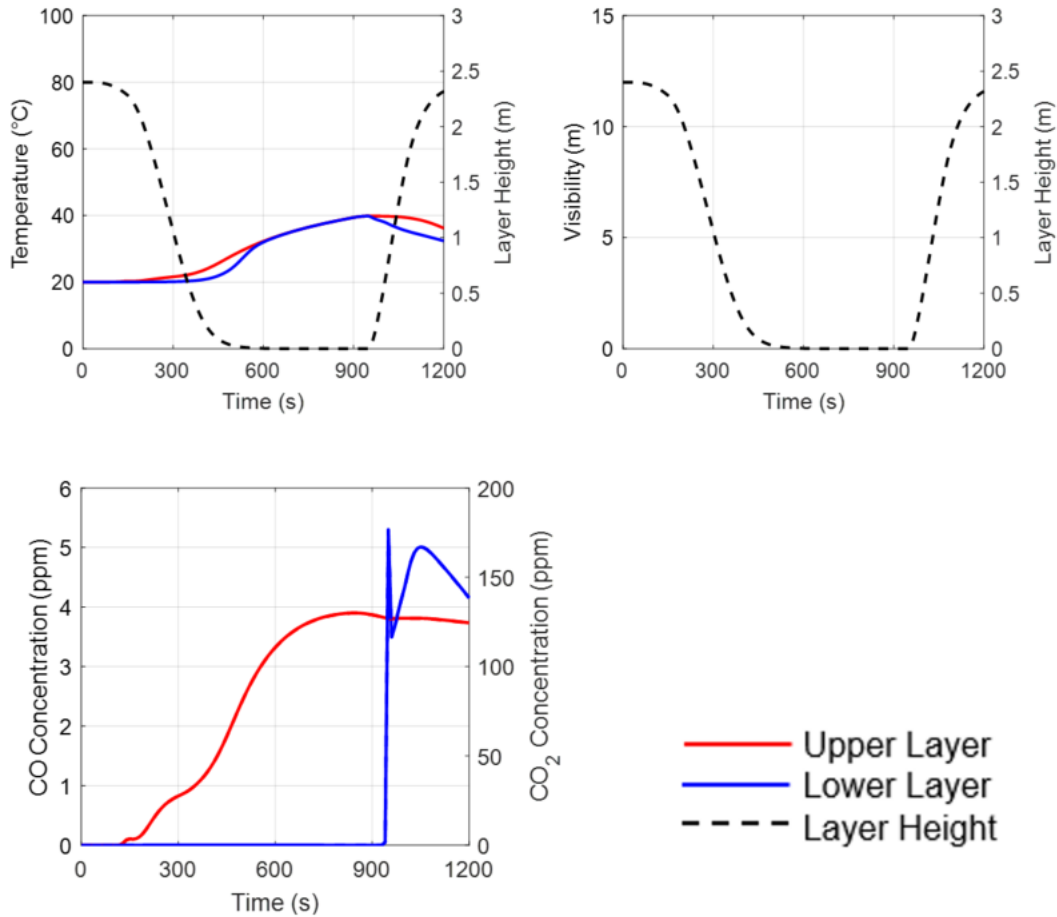 100
80
60
40
20
0
Temperature (°C)
3
2.5
2
1.5
1
0.5
0
Layer Height (m)
0 300 600 900 1200
Time (s)
15
10
5
0
Visibility (m)
3
2.5
2
1.5
1
0.5
0
Layer Height (m)
0 300 600 900 1200
Time (s)
6
5
4
3
2
1
0
CO Concentration (ppm)
200
150
100
50
0
CO2 Concentration (ppm)
0 300 600 900 1200
Time (s)
Upper Layer
Lower Layer
Layer Height